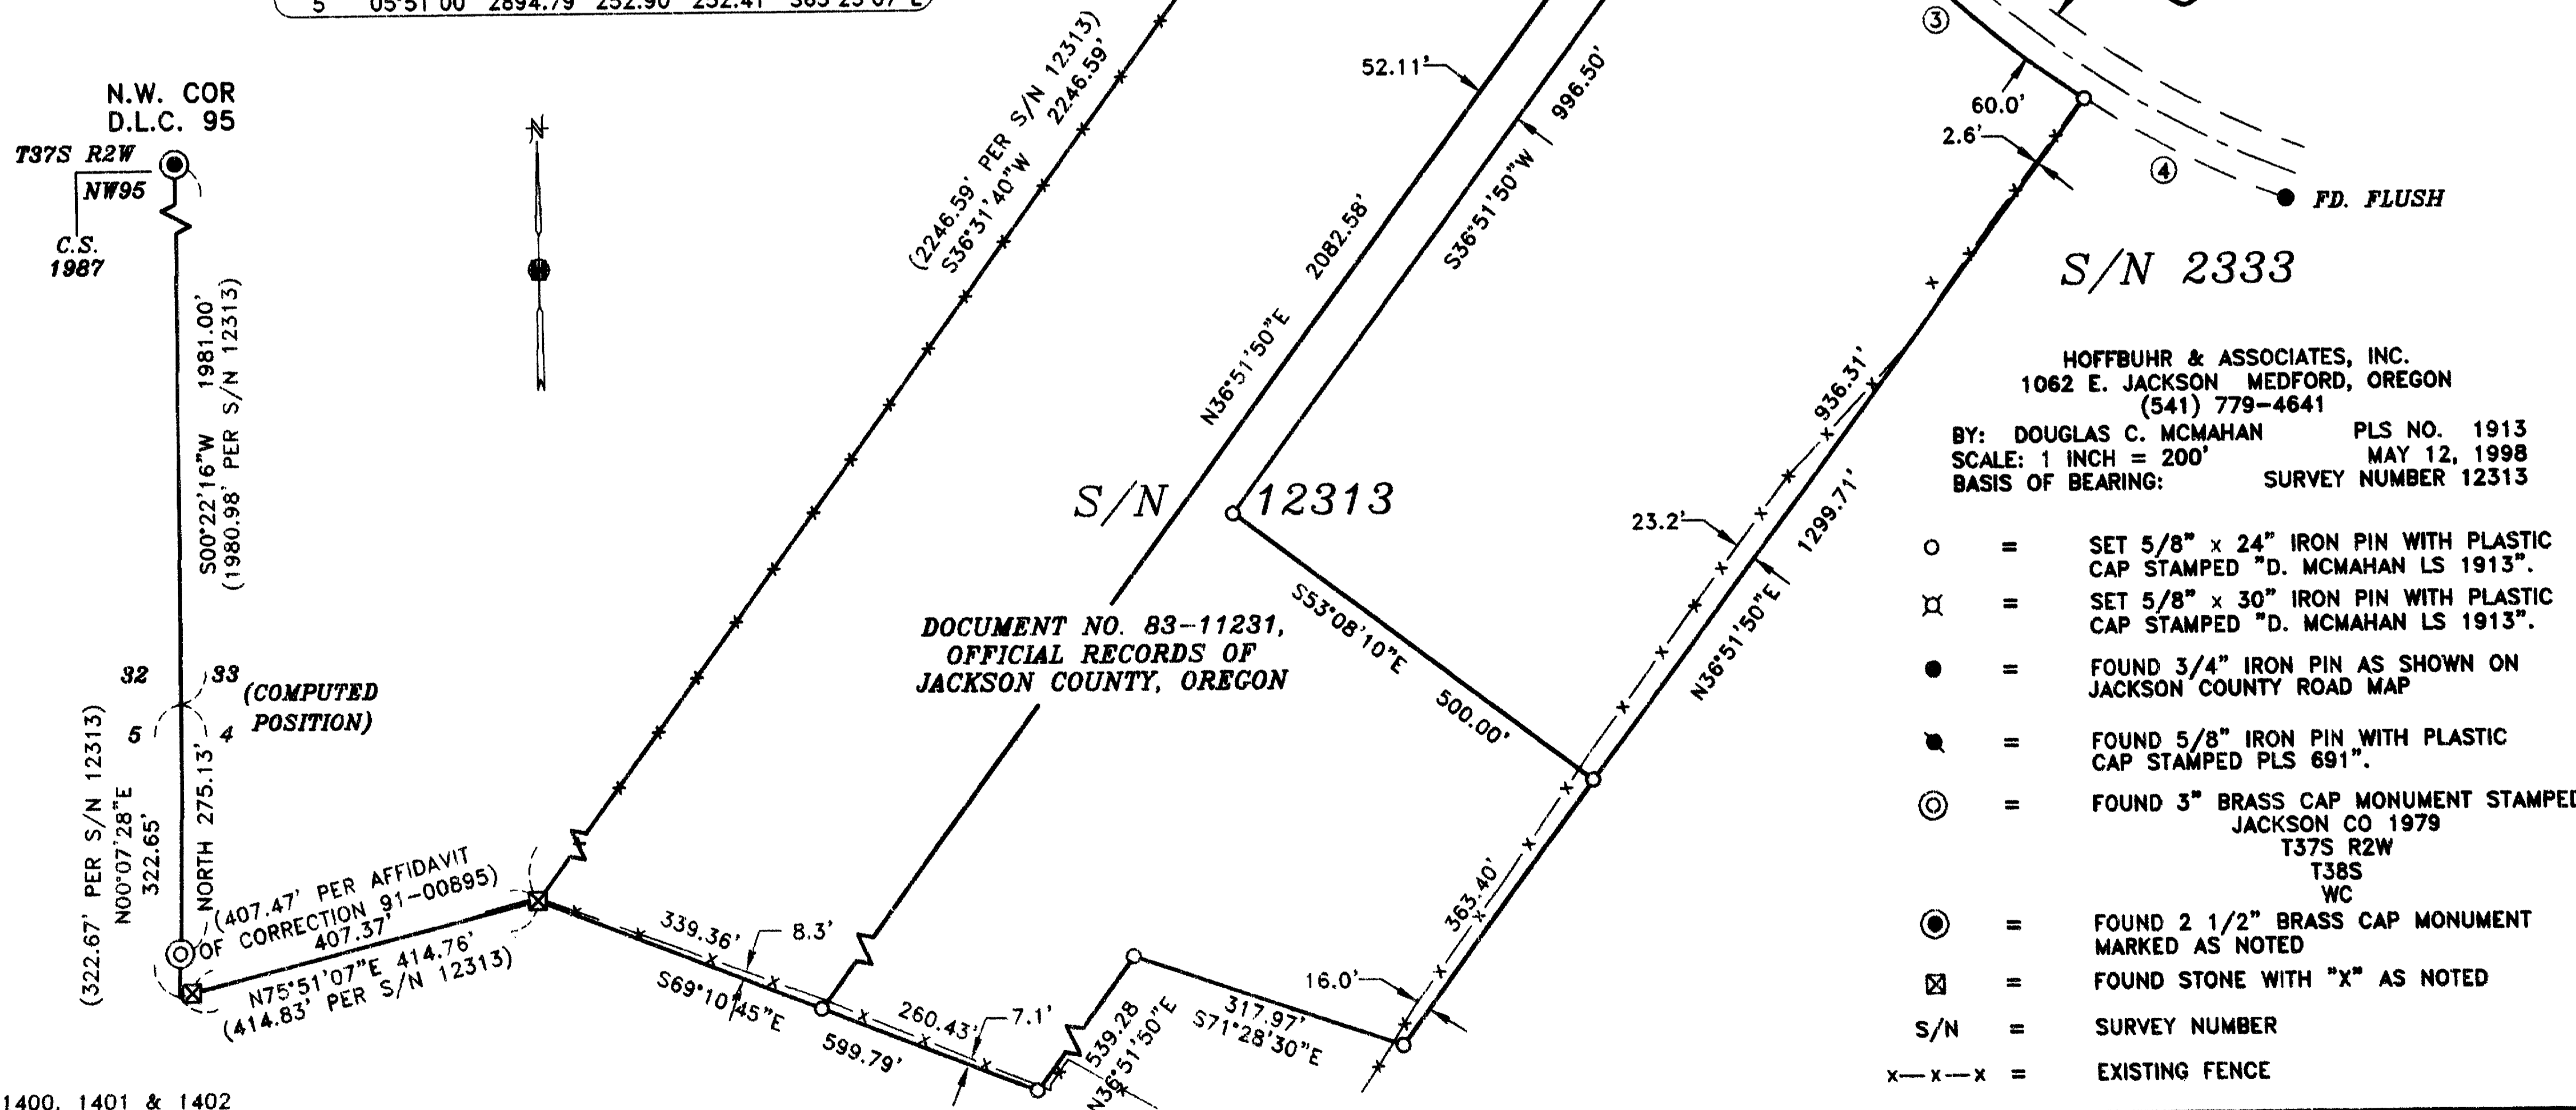 5 05°51'00" 2894.79' 252.90' 252.41' S63°25'07"E
N.W. COR
D.L.C. 95
T37S R2W
NW95
C.S.
1987
N
S00°22'16"W 1981.00'
(1980.98' PER S/N 12313)
32
33
(COMPUTED
POSITION)
5
4
(322.67' PER S/N 12313)
N00°07'28"E
322.65'
NORTH 275.13'
(407.47' PER AFFIDAVIT
OF CORRECTION 91-00895)
407.37'
N75°51'07"E 414.76'
(414.83' PER S/N 12313)
(2246.59' PER S/N 12313)
2246.59'
S36°31'40"W
52.11'
996.50'
S36°51'50"W
2082.58'
N36°51'50"E
S/N 12313
DOCUMENT NO. 83-11231,
OFFICIAL RECORDS OF
JACKSON COUNTY, OREGON
S53°08'10"E
500.00'
339.36'
8.3'
S69°10'45"E
260.43'
7.1'
599.79'
539.28
N36°51'50"E
317.97'
S71°28'30"E
16.0'
363.40'
23.2'
936.31'
1299.71'
N36°51'50"E
3
60.0'
2.6'
4
FD. FLUSH
S/N 2333
HOFFBUHR & ASSOCIATES, INC.
1062 E. JACKSON MEDFORD, OREGON
(541) 779-4641
BY: DOUGLAS C. MCMAHAN PLS NO. 1913
SCALE: 1 INCH = 200' MAY 12, 1998
BASIS OF BEARING: SURVEY NUMBER 12313
= SET 5/8" x 24" IRON PIN WITH PLASTIC
CAP STAMPED "D. MCMAHAN LS 1913".
= SET 5/8" x 30" IRON PIN WITH PLASTIC
CAP STAMPED "D. MCMAHAN LS 1913".
= FOUND 3/4" IRON PIN AS SHOWN ON
JACKSON COUNTY ROAD MAP
= FOUND 5/8" IRON PIN WITH PLASTIC
CAP STAMPED PLS 691".
= FOUND 3" BRASS CAP MONUMENT STAMPED
JACKSON CO 1979
T37S R2W
T38S
WC
= FOUND 2 1/2" BRASS CAP MONUMENT
MARKED AS NOTED
= FOUND STONE WITH "X" AS NOTED
S/N = SURVEY NUMBER
x—x—x = EXISTING FENCE
1400, 1401 & 1402